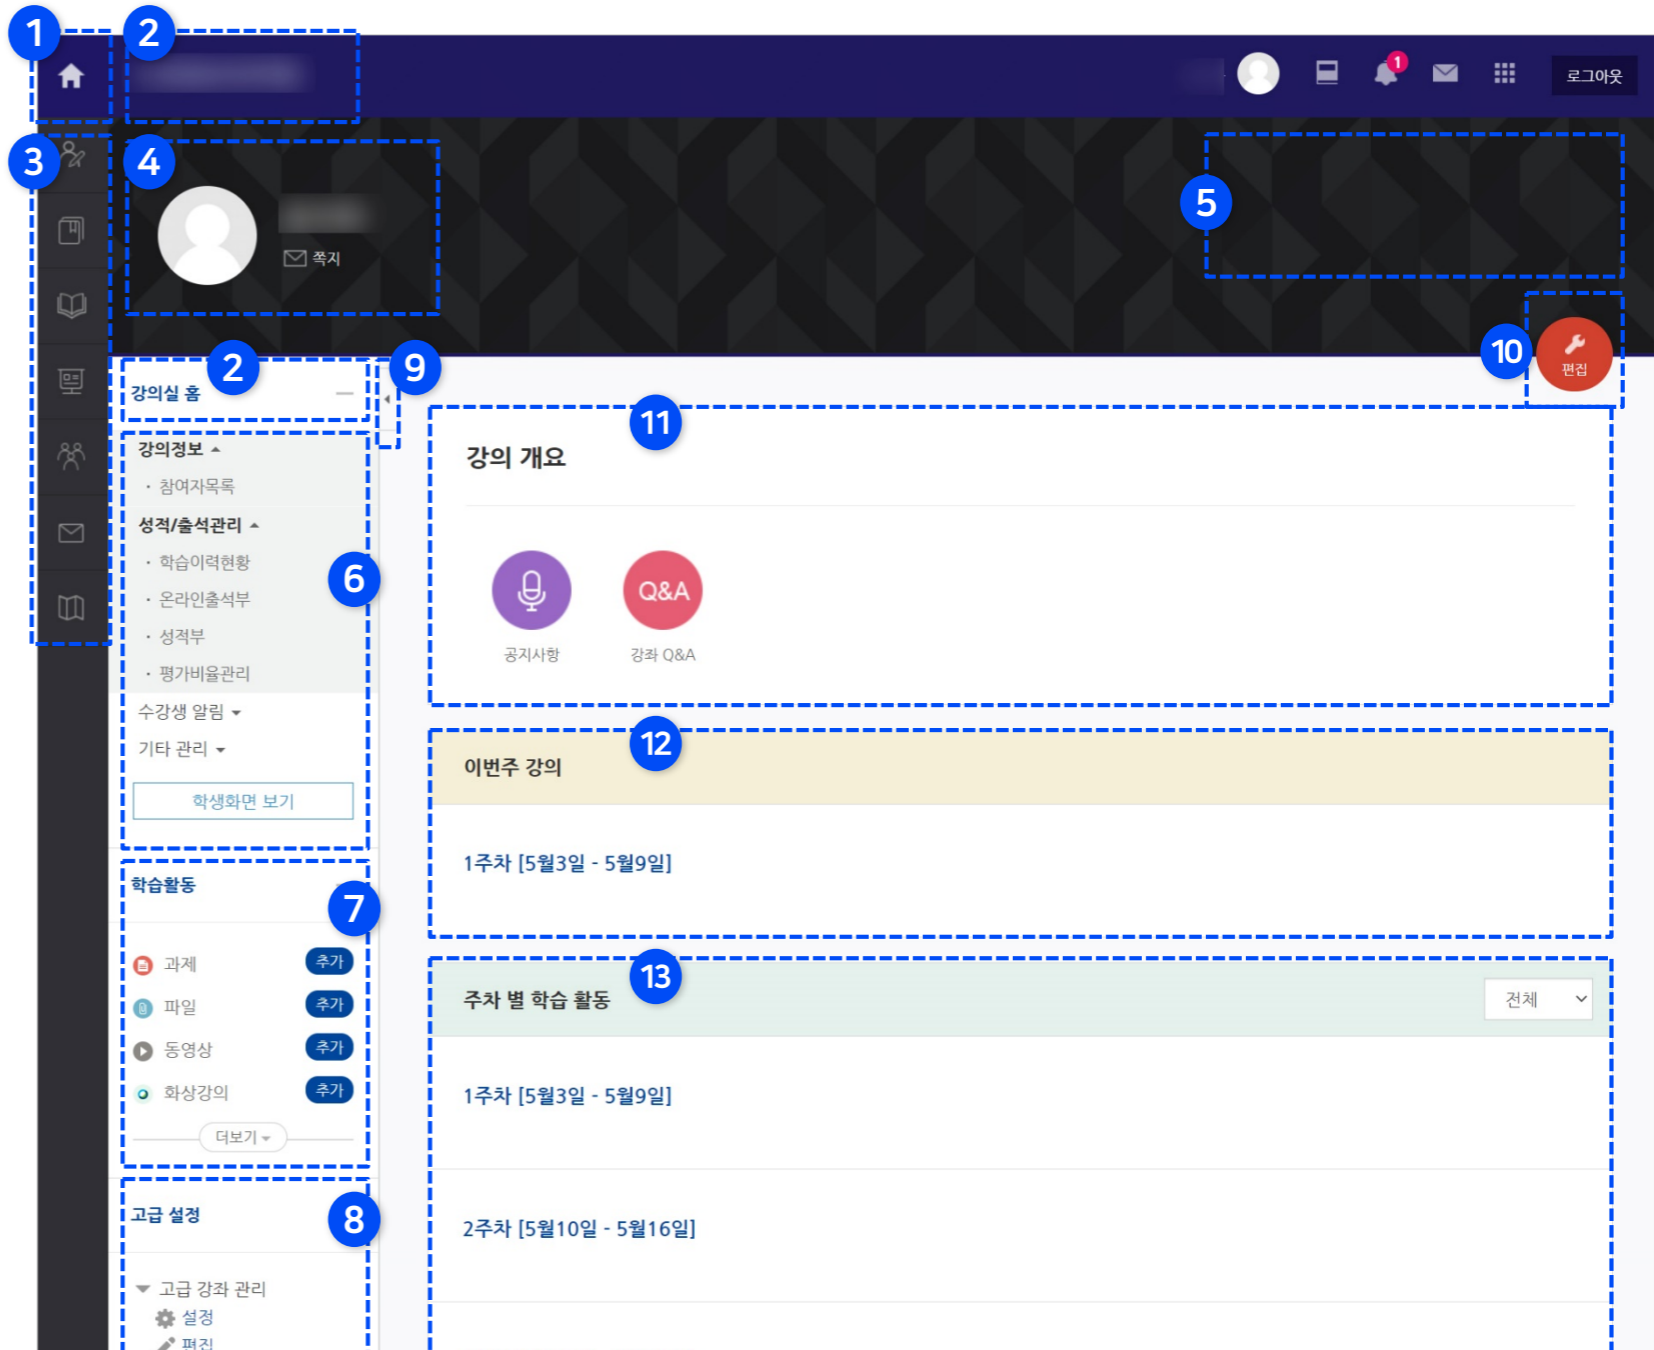 1
2
1
로그아웃
3
4
5
쪽지
10
편집
2
9
강의실 홈
11
강의 개요
강의정보
· 참여자목록
성적/출석관리
· 학습이력현황
6
· 온라인출석부
· 성적부
· 평가비율관리
Q&A
공지사항
강좌 Q&A
수강생 알림
기타 관리
학생화면 보기
12
이번주 강의
1주차 [5월3일 - 5월9일]
학습활동
7
과제 추가
파일 추가
동영상 추가
화상강의 추가
더보기
13
주차 별 학습 활동
전체
1주차 [5월3일 - 5월9일]
2주차 [5월10일 - 5월16일]
고급 설정
8
고급 강좌 관리
설정
편집